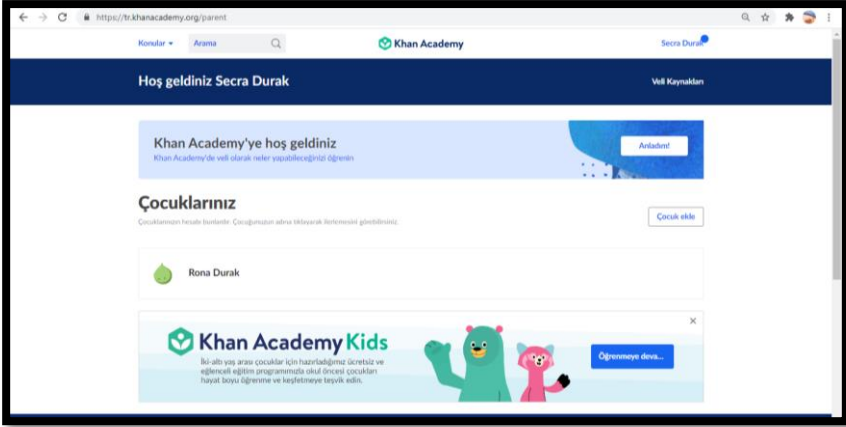 https://tr.khanacademy.org/parent
Konular Arama Khan Academy Secra Durak
Hoş geldiniz Secra Durak Veli Kaynakları
Khan Academy'ye hoş geldiniz
Khan Academy'de veli olarak neler yapabileceğinizi öğrenin
Anladım!
Çocuklarınız
Çocuklarınızın hesabı bunlardır. Çocuğunuzun adına tıklayarak ilerlemesini görebilirsiniz.
Çocuk ekle
Rona Durak
Khan Academy Kids
İki-altı yaş arası çocuklar için hazırladığımız ücretsiz ve
eğlenceli eğitim programımızla okul öncesi çocukları
hayat boyu öğrenme ve keşfetmeye teşvik edin.
Öğrenmeye deva...